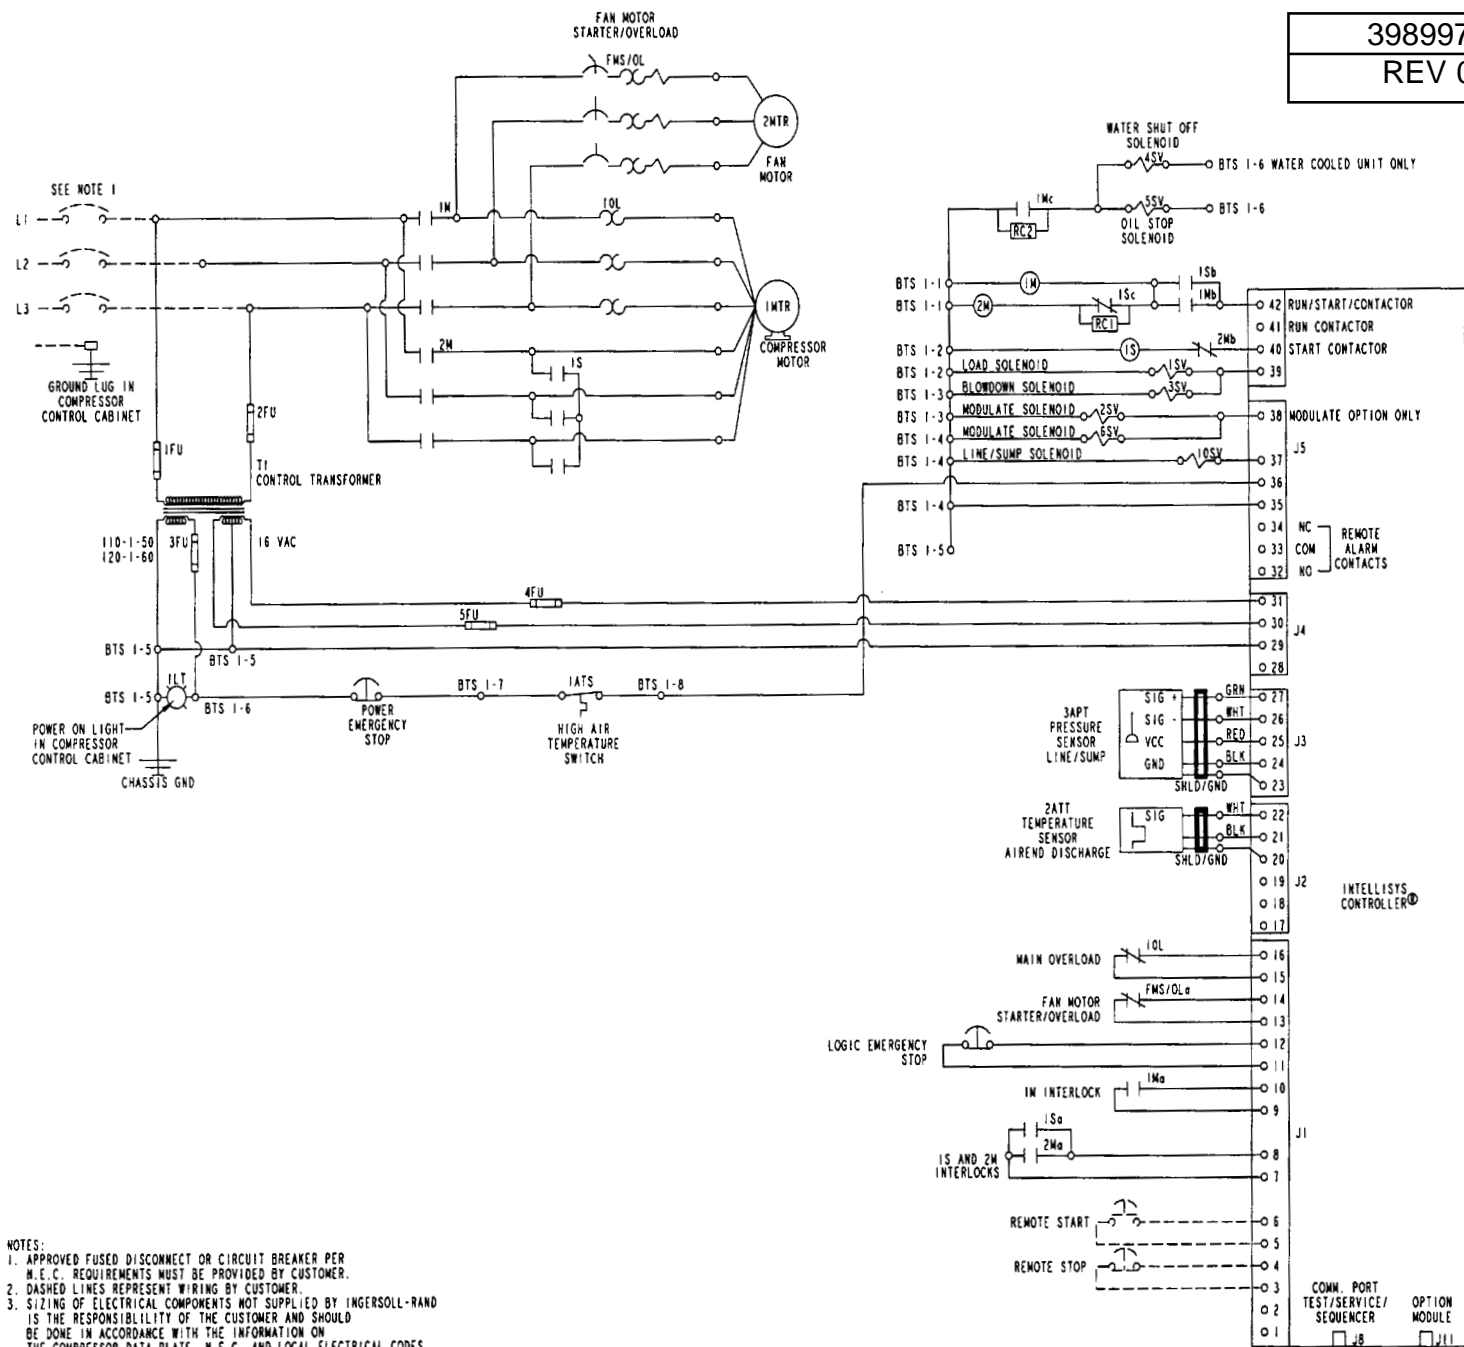 398997
REV 0
FAN MOTOR
STARTER/OVERLOAD
FMS/OL
2MTR
FAN
MOTOR
SEE NOTE 1
L1
L2
L3
1M
1OL
1MTR
COMPRESSOR
MOTOR
2M
1S
GROUND LUG IN
COMPRESSOR
CONTROL CABINET
2FU
1FU
T1
CONTROL TRANSFORMER
110-1-50
120-1-60
3FU
16 VAC
4FU
5FU
BTS 1-5
BTS 1-5
BTS 1-5
1LT
BTS 1-6
POWER ON LIGHT
IN COMPRESSOR
CONTROL CABINET
CHASSIS GND
POWER
EMERGENCY
STOP
BTS 1-7
1ATS
BTS 1-8
HIGH AIR
TEMPERATURE
SWITCH
WATER SHUT OFF
SOLENOID
4SV
BTS 1-6 WATER COOLED UNIT ONLY
1Mc
RC2
5SV
BTS 1-6
OIL STOP
SOLENOID
BTS 1-1
1M
1Sb
BTS 1-1
2M
1Sc
RC1
1Mb
42 RUN/START/CONTACTOR
41 RUN CONTACTOR
BTS 1-2
1S
2Mb
40 START CONTACTOR
BTS 1-2
LOAD SOLENOID
1SV
39
BTS 1-3
BLOWDOWN SOLENOID
3SV
BTS 1-3
MODULATE SOLENOID
2SV
38 MODULATE OPTION ONLY
BTS 1-4
MODULATE SOLENOID
6SV
J5
BTS 1-4
LINE/SUMP SOLENOID
10SV
37
36
BTS 1-4
35
34 NC
33 COM
32 NO
REMOTE
ALARM
CONTACTS
BTS 1-5
31
30
29
28
J4
3APT
PRESSURE
SENSOR
LINE/SUMP
SIG +
GRN
27
SIG -
WHT
26
VCC
RED
25
J3
GND
BLK
24
SHLD/GND
23
2ATT
TEMPERATURE
SENSOR
AIREND DISCHARGE
SIG
WHT
22
BLK
21
SHLD/GND
20
19
J2
18
17
INTELLISYS
CONTROLLER®
MAIN OVERLOAD
1OL
16
15
FAN MOTOR
STARTER/OVERLOAD
FMS/OLa
14
13
LOGIC EMERGENCY
STOP
12
11
1M INTERLOCK
1Ma
10
9
J1
1S AND 2M
INTERLOCKS
1Sa
2Ma
8
7
REMOTE START
6
5
REMOTE STOP
4
3
2
1
COMM. PORT
TEST/SERVICE/
SEQUENCER
J8
OPTION
MODULE
J11
NOTES:
1. APPROVED FUSED DISCONNECT OR CIRCUIT BREAKER PER
N.E.C. REQUIREMENTS MUST BE PROVIDED BY CUSTOMER.
2. DASHED LINES REPRESENT WIRING BY CUSTOMER.
3. SIZING OF ELECTRICAL COMPONENTS NOT SUPPLIED BY INGERSOLL-RAND
IS THE RESPONSIBLILITY OF THE CUSTOMER AND SHOULD
BE DONE IN ACCORDANCE WITH THE INFORMATION ON
THE COMPRESSOR DATA PLATE, N.E.C. AND LOCAL ELECTRICAL CODES